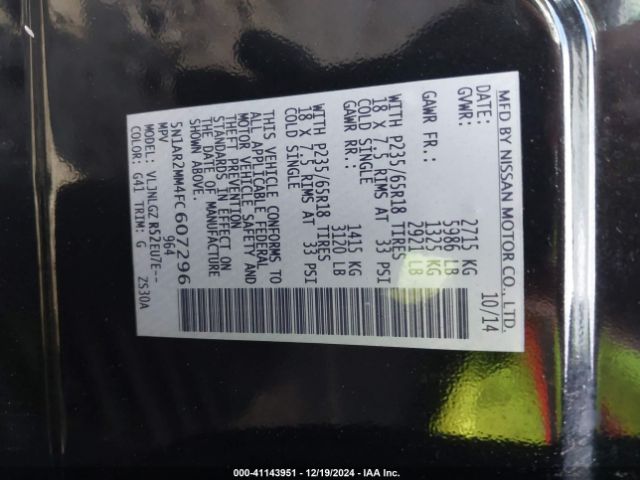 MFD BY NISSAN MOTOR CO., LTD.
DATE: 10/14
GVWR: 2715 KG
5986 LB
GAWR FR.: 1325 KG
2921 LB
WITH P235/65R18 TIRES
18 X 7.5 RIMS AT 33 PSI
COLD SINGLE
GAWR RR.: 1415 KG
3120 LB
WITH P235/65R18 TIRES
18 X 7.5 RIMS AT 33 PSI
COLD SINGLE
THIS VEHICLE CONFORMS TO
ALL APPLICABLE FEDERAL
MOTOR VEHICLE SAFETY AND
THEFT PREVENTION
STANDARDS IN EFFECT ON
THE DATE OF MANUFACTURE
SHOWN ABOVE.
5N1AR2MM4FC607296
MPV 964
MODEL: VLJNLGZ R52EU7E--
COLOR: G41 TRIM: G ZS30A
000-41143951 - 12/19/2024 - IAA Inc.